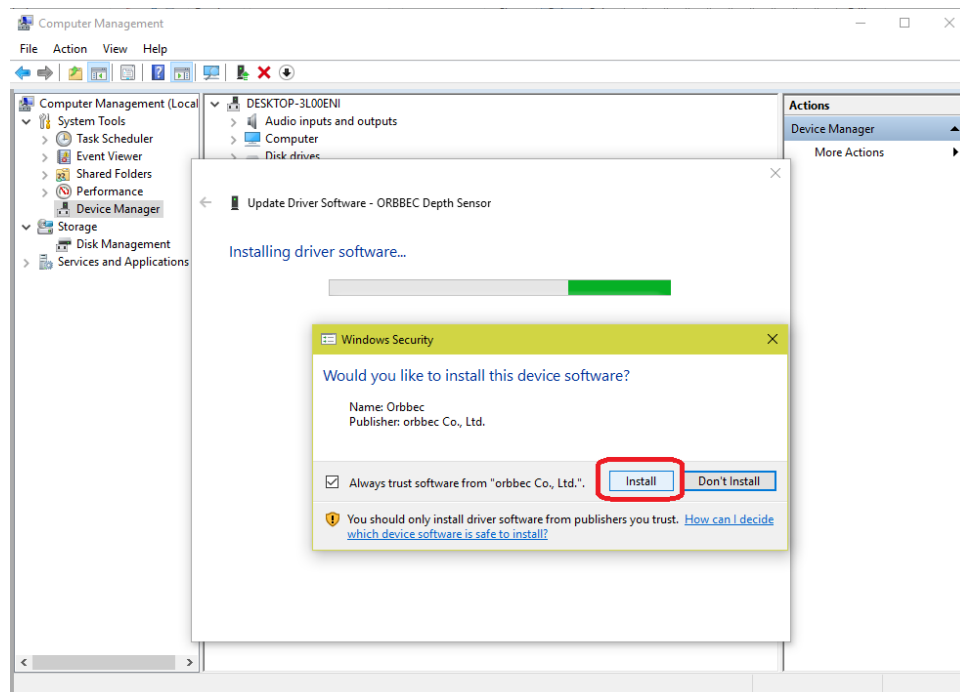 Computer Management
File Action View Help
Computer Management (Local
System Tools
Task Scheduler
Event Viewer
Shared Folders
Performance
Device Manager
Storage
Disk Management
Services and Applications
DESKTOP-3L00ENI
Audio inputs and outputs
Computer
Disk drives
Actions
Device Manager
More Actions
Update Driver Software - ORBBEC Depth Sensor
Installing driver software...
Windows Security
Would you like to install this device software?
Name: Orbbec
Publisher: orbbec Co., Ltd.
Always trust software from "orbbec Co., Ltd.".
Install
Don't Install
You should only install driver software from publishers you trust. How can I decide
which device software is safe to install?